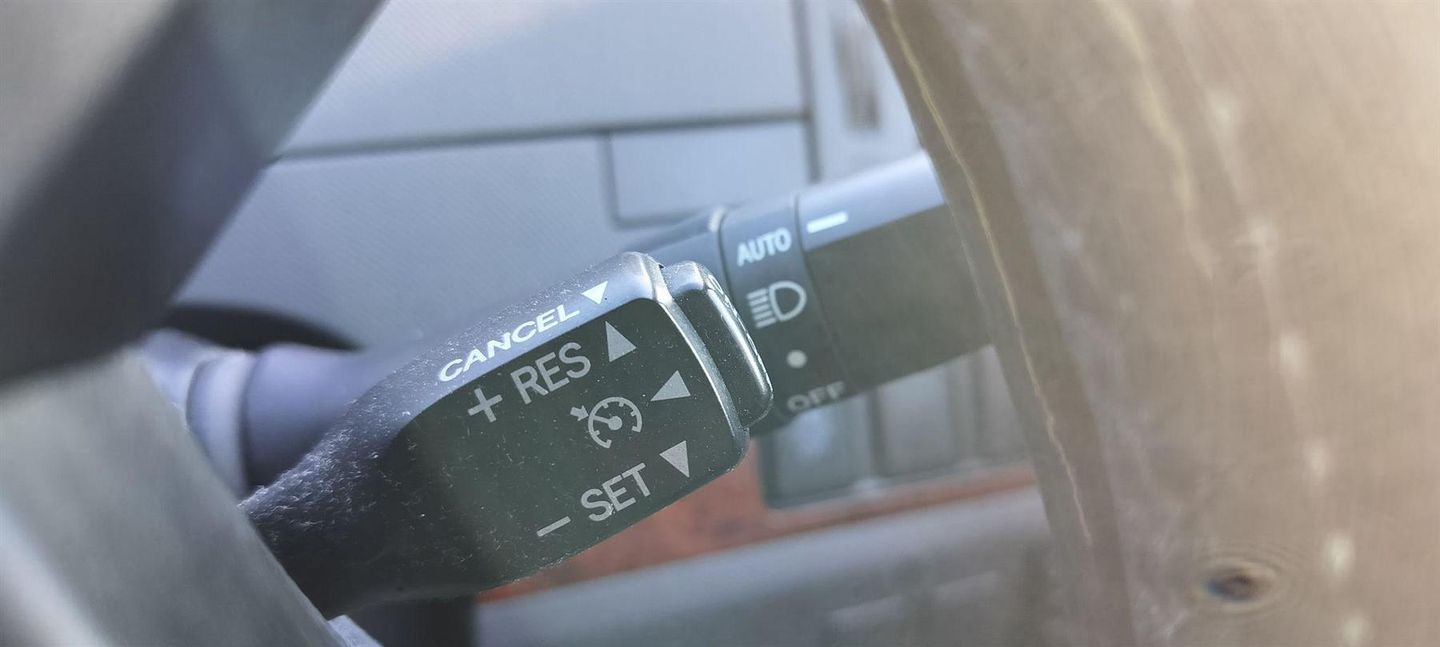 CANCEL
+ RES
− SET
AUTO
OFF